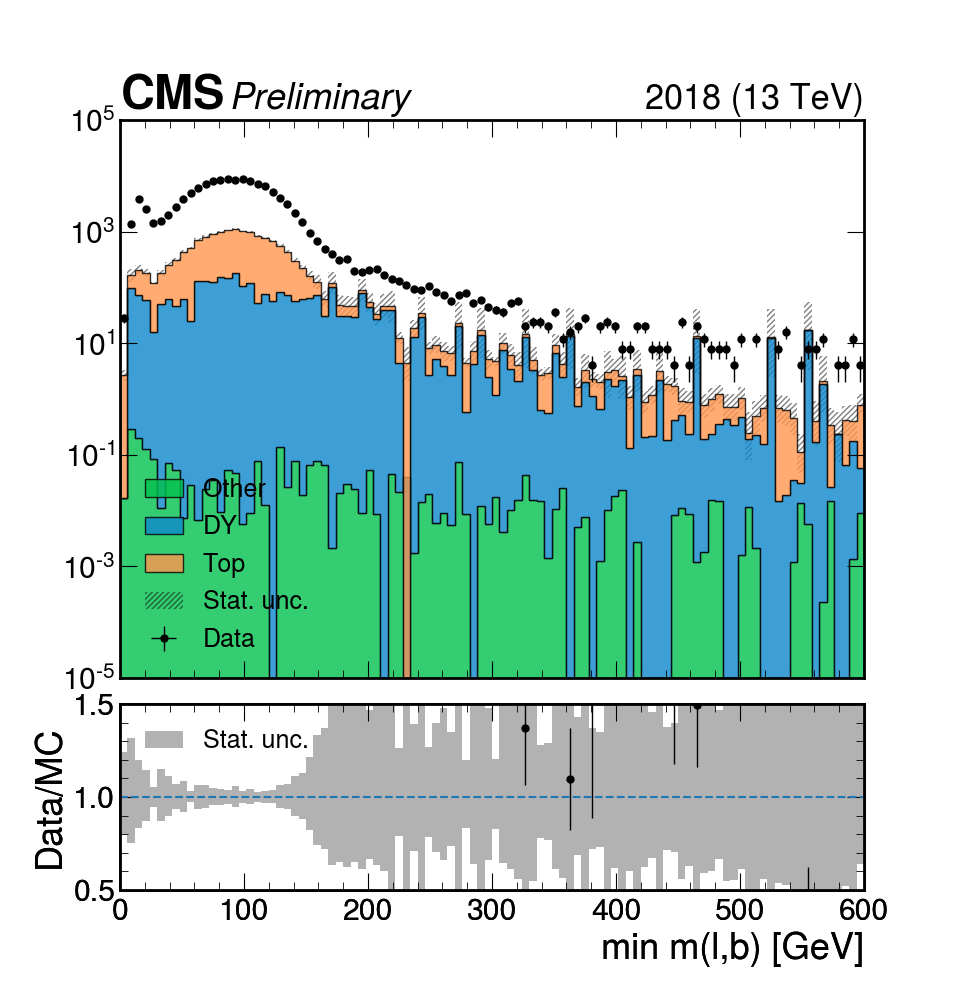 CMS Preliminary 2018 (13 TeV)
10^5
10^3
10^1
10^-1
10^-3
10^-5
Other
DY
Top
Stat. unc.
Data
1.5
1.0
0.5
Data/MC
Stat. unc.
0 100 200 300 400 500 600
min m(l,b) [GeV]